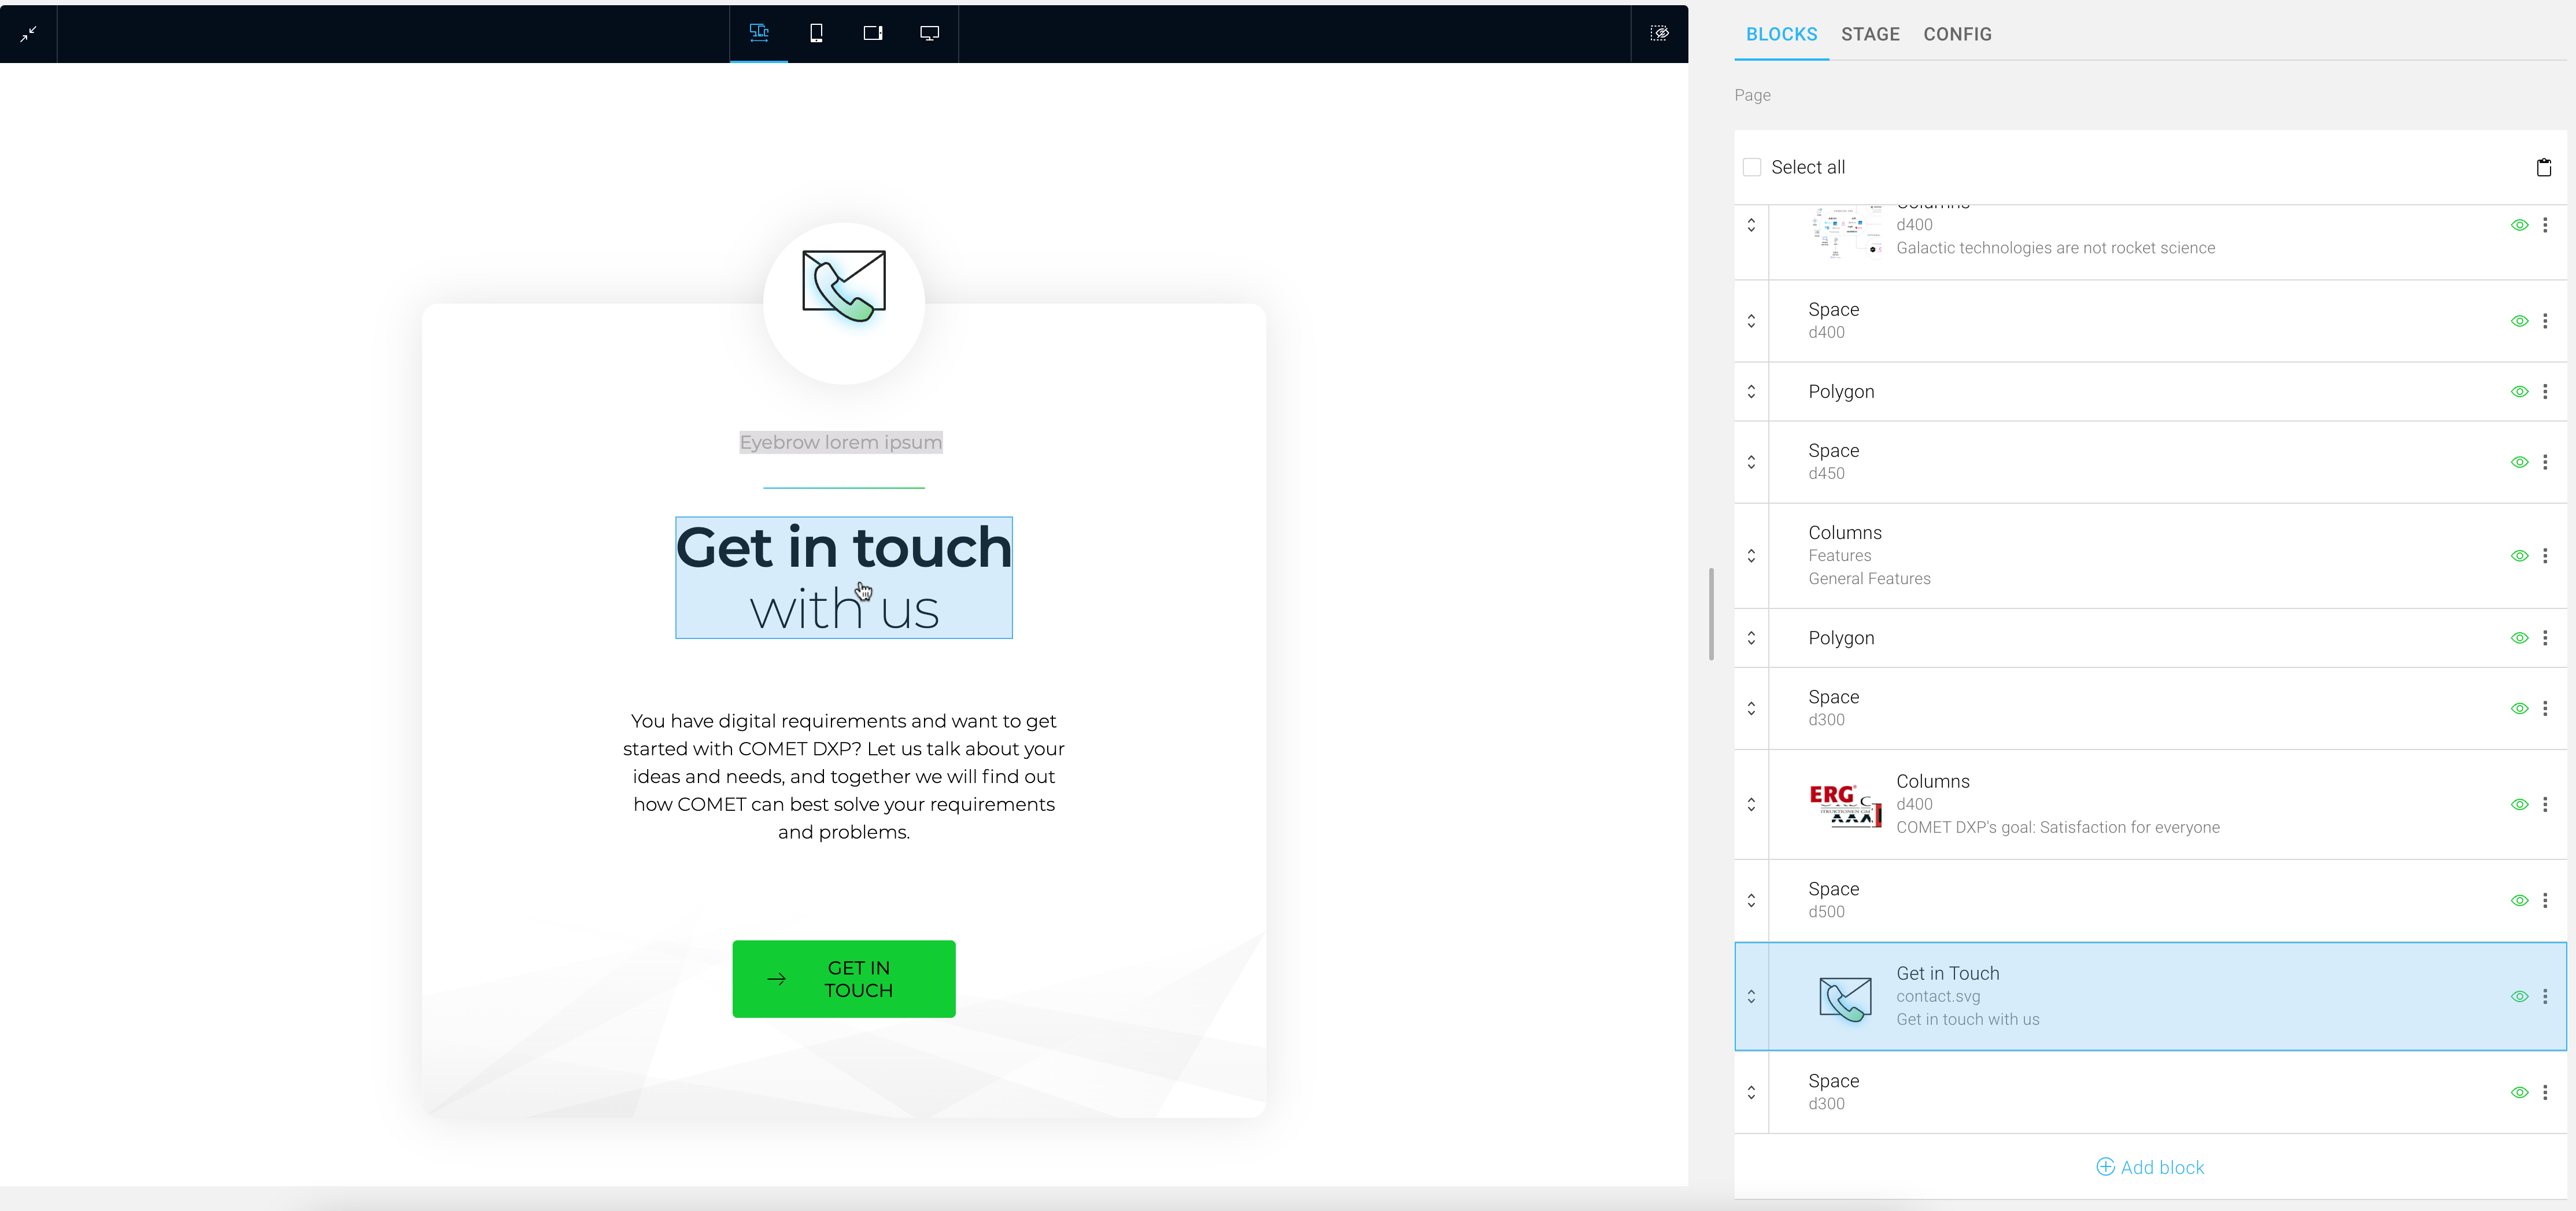 BLOCKS STAGE CONFIG
Page
Select all
Columns
d400
Galactic technologies are not rocket science
Space
d400
Polygon
Space
d450
Columns
Features
General Features
Polygon
Space
d300
ERG®
Columns
d400
COMET DXP's goal: Satisfaction for everyone
Space
d500
Get in Touch
contact.svg
Get in touch with us
Space
d300
Add block
Eyebrow lorem ipsum
Get in touch
with us
You have digital requirements and want to get
started with COMET DXP? Let us talk about your
ideas and needs, and together we will find out
how COMET can best solve your requirements
and problems.
GET IN
TOUCH